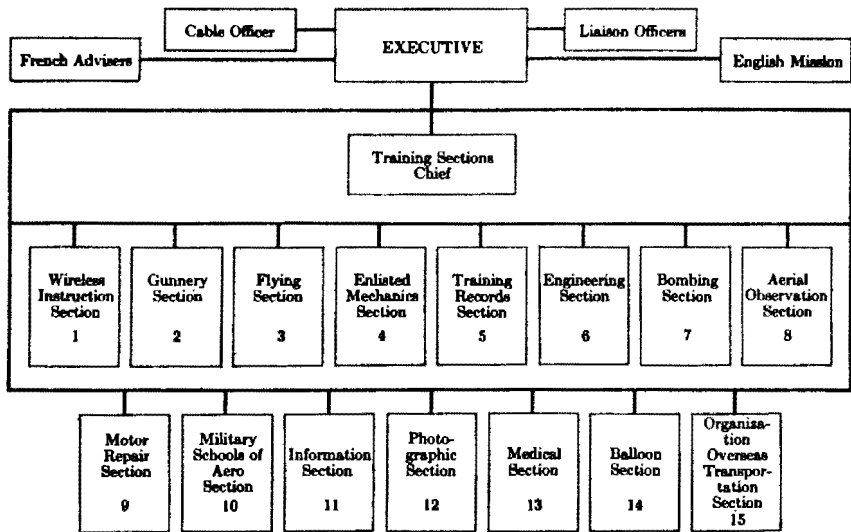 Cable Officer
Liaison Officers
EXECUTIVE
French Advisers
English Mission
Training Sections
Chief
Wireless
Instruction
Section
1
Gunnery
Section
2
Flying
Section
3
Enlisted
Mechanics
Section
4
Training
Records
Section
5
Engineering
Section
6
Bombing
Section
7
Aerial
Observation
Section
8
Motor
Repair
Section
9
Military
Schools of
Aero
Section
10
Information
Section
11
Photo-
graphic
Section
12
Medical
Section
13
Balloon
Section
14
Organiza-
tion
Overseas
Transpor-
tation
Section
15